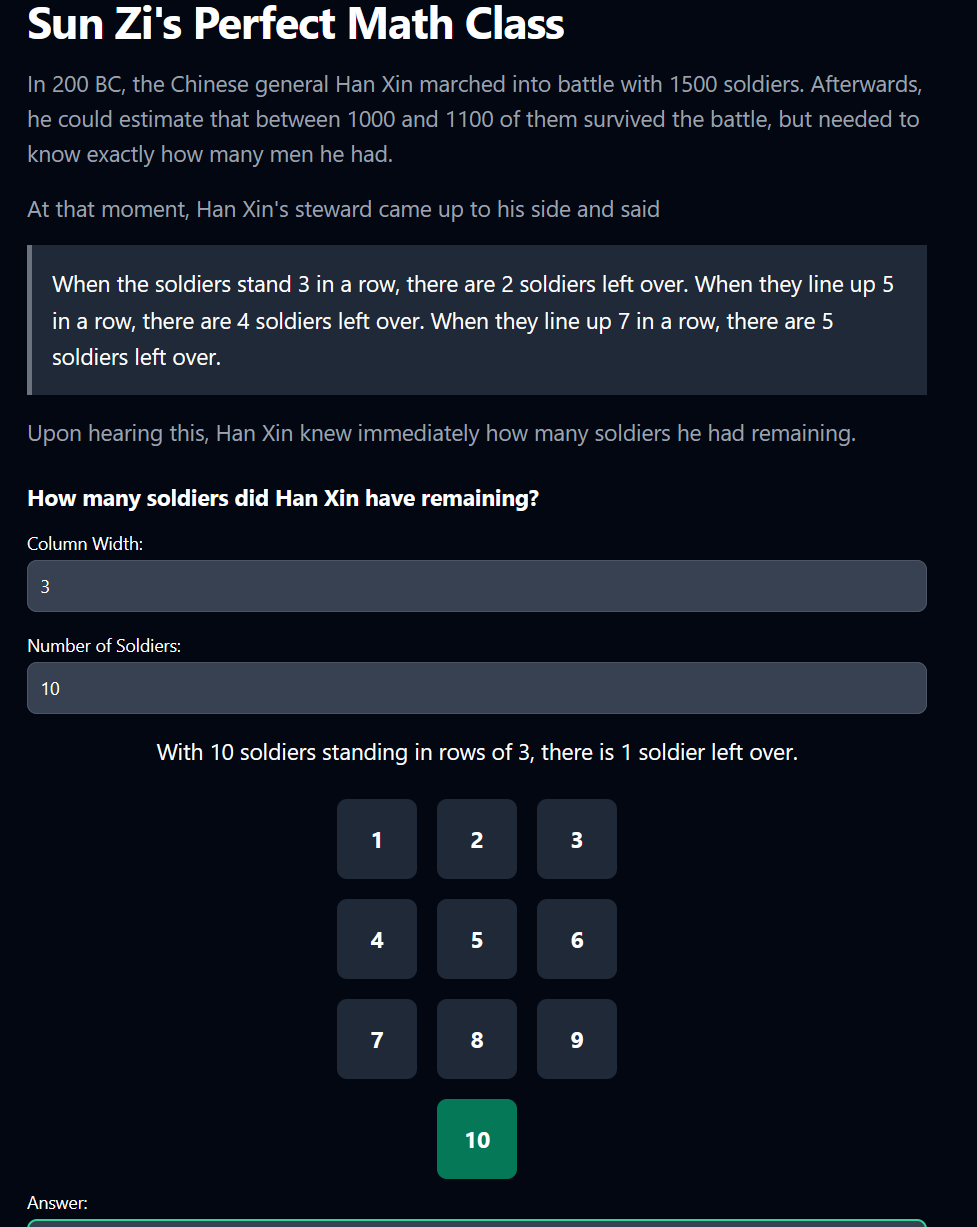 Sun Zi's Perfect Math Class
In 200 BC, the Chinese general Han Xin marched into battle with 1500 soldiers. Afterwards,
he could estimate that between 1000 and 1100 of them survived the battle, but needed to
know exactly how many men he had.
At that moment, Han Xin's steward came up to his side and said
When the soldiers stand 3 in a row, there are 2 soldiers left over. When they line up 5
in a row, there are 4 soldiers left over. When they line up 7 in a row, there are 5
soldiers left over.
Upon hearing this, Han Xin knew immediately how many soldiers he had remaining.
How many soldiers did Han Xin have remaining?
Column Width:
3
Number of Soldiers:
10
With 10 soldiers standing in rows of 3, there is 1 soldier left over.
1 2 3
4 5 6
7 8 9
10
Answer: